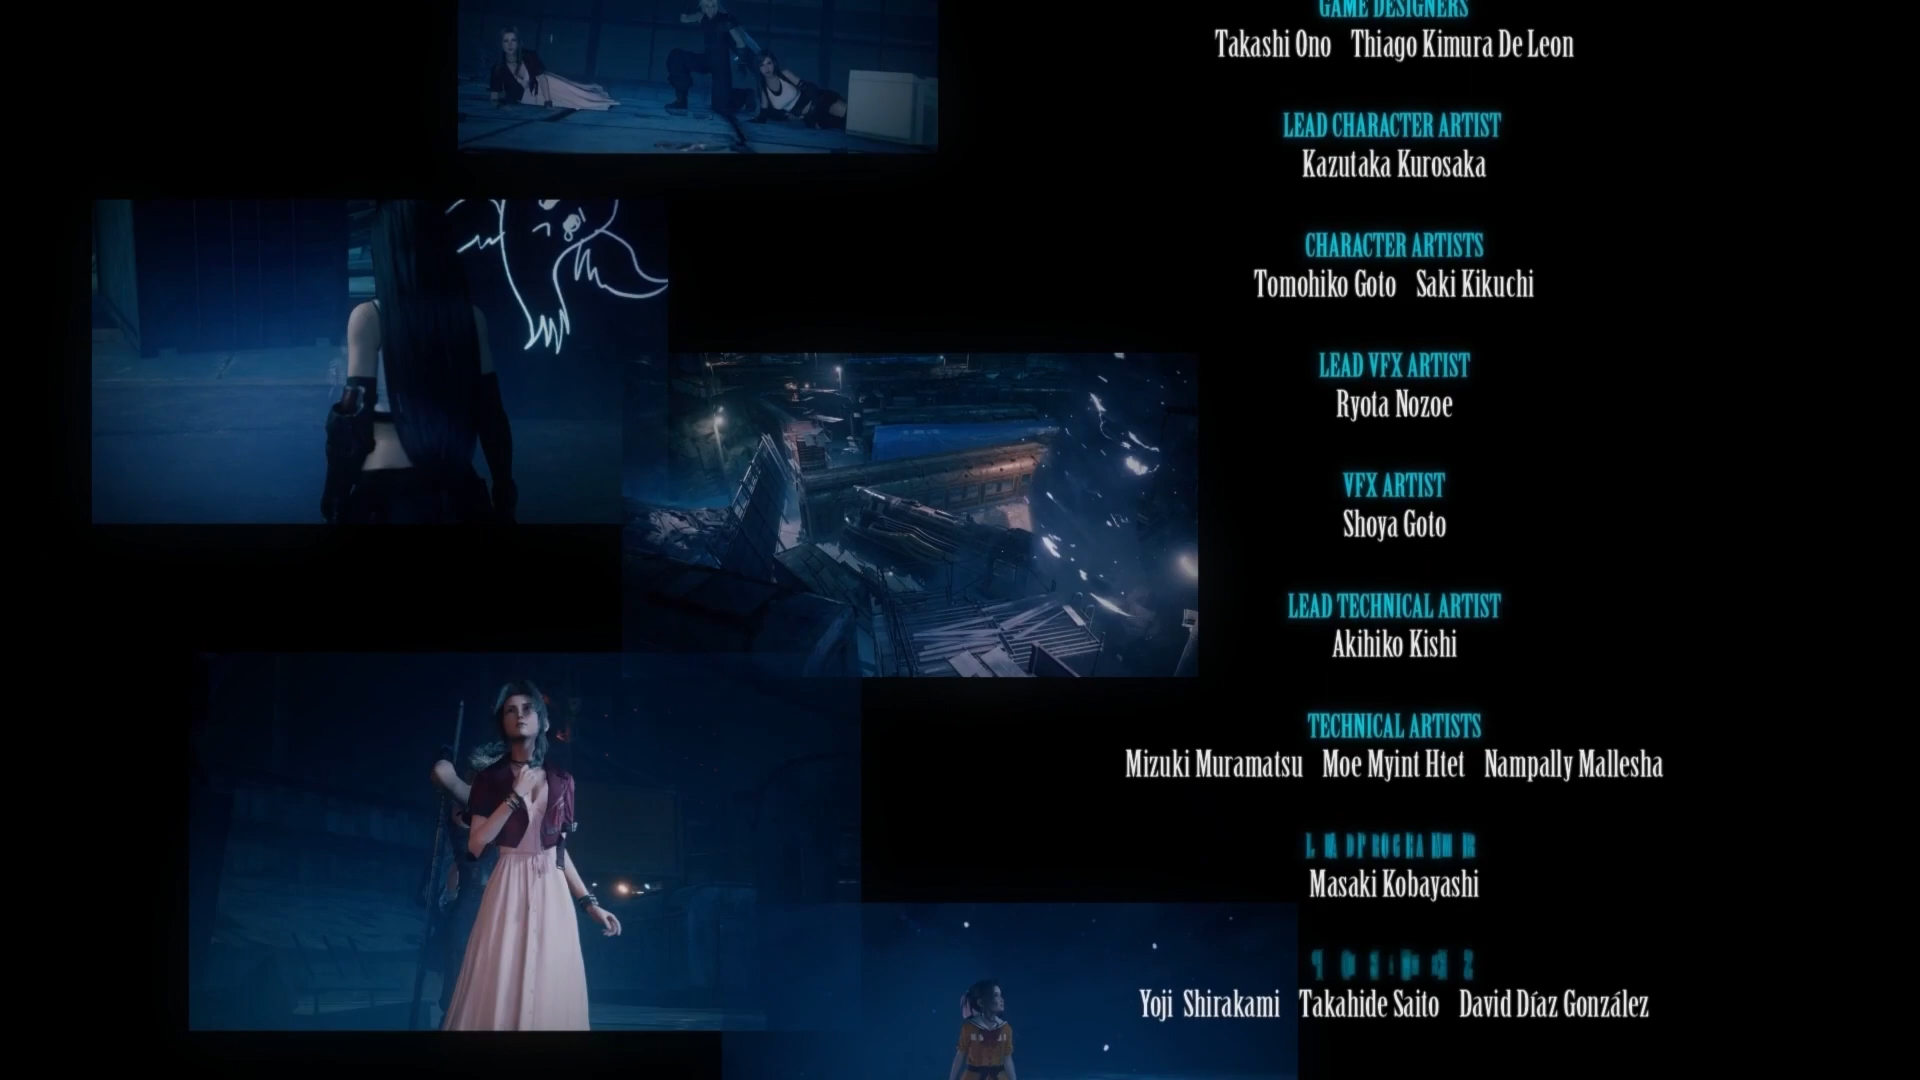 GAME DESIGNERS
Takashi Ono Thiago Kimura De Leon
LEAD CHARACTER ARTIST
Kazutaka Kurosaka
CHARACTER ARTISTS
Tomohiko Goto Saki Kikuchi
LEAD VFX ARTIST
Ryota Nozoe
VFX ARTIST
Shoya Goto
LEAD TECHNICAL ARTIST
Akihiko Kishi
TECHNICAL ARTISTS
Mizuki Muramatsu Moe Myint Htet Nampally Mallesha
Masaki Kobayashi
Yoji Shirakami Takahide Saito David Díaz González